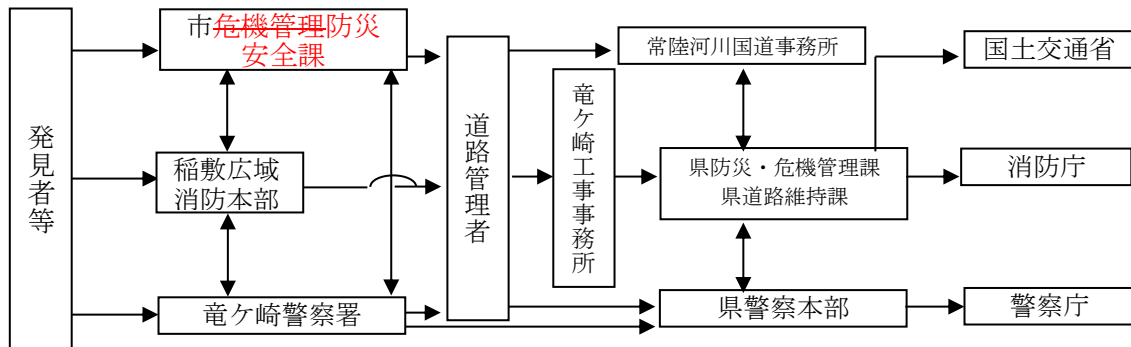 発見者等
市危機管理防災
安全課
稲敷広域
消防本部
竜ケ崎警察署
道路管理者
竜ケ崎工事事務所
常陸河川国道事務所
県防災・危機管理課
県道路維持課
県警察本部
国土交通省
消防庁
警察庁